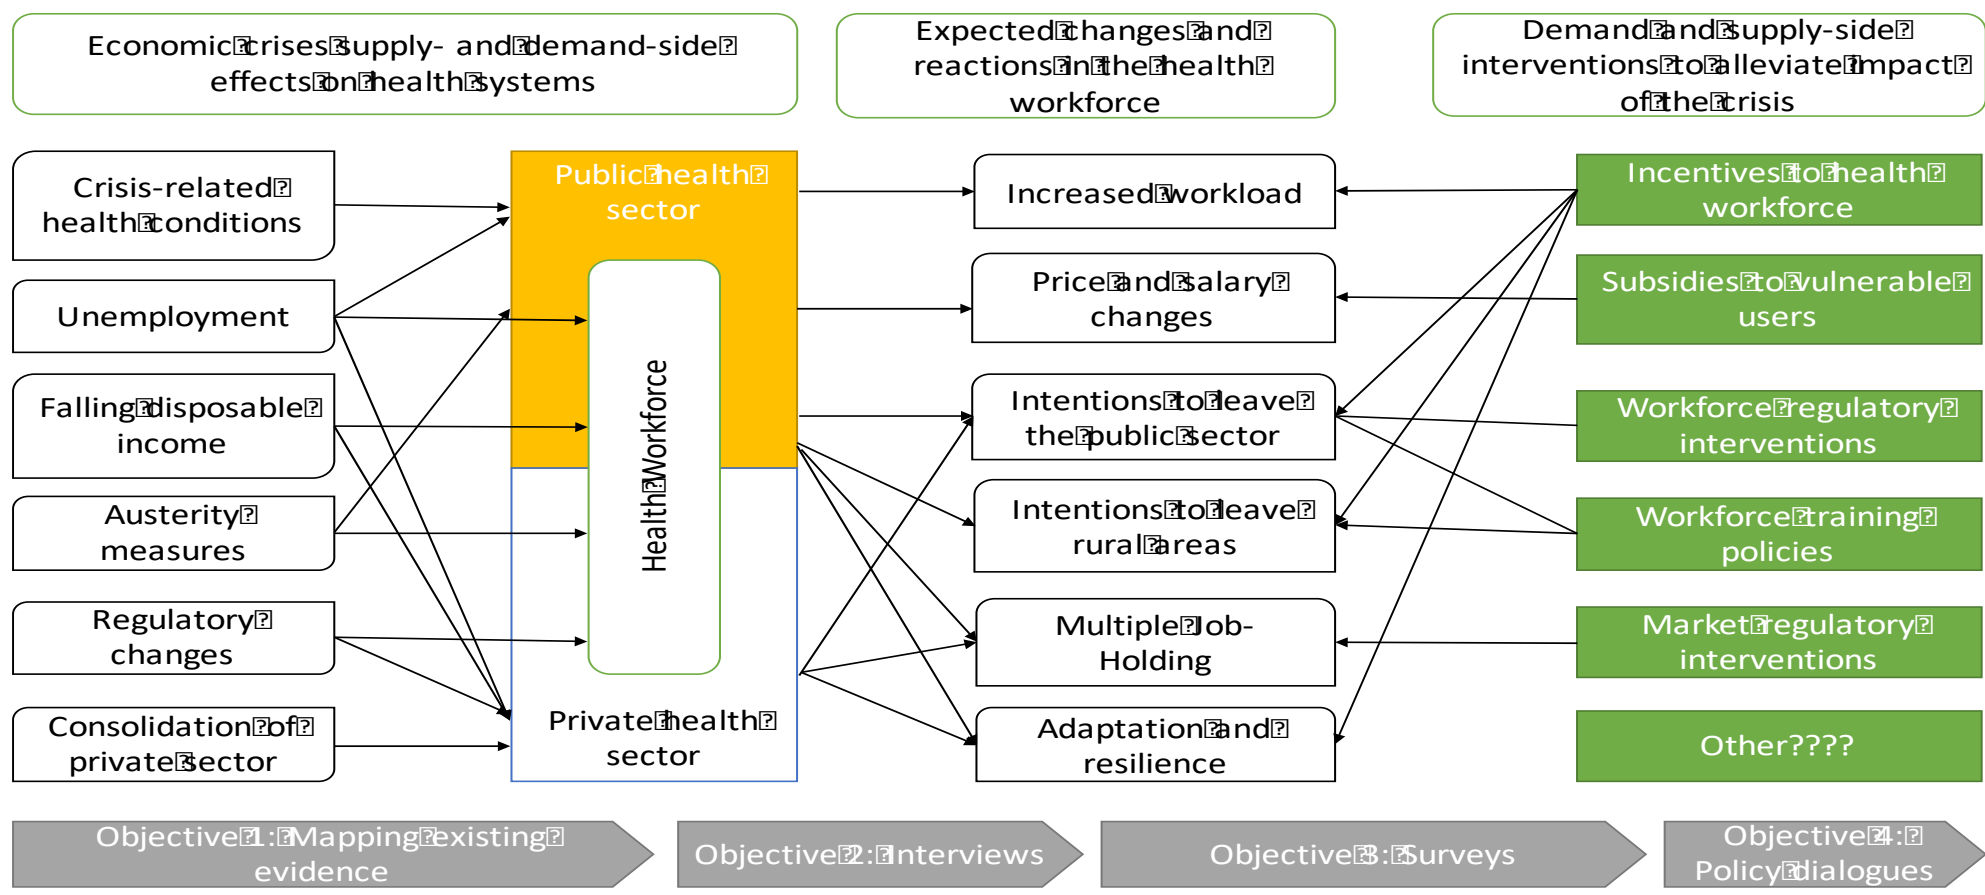 Economic crises supply- and demand-side
effects on health systems
Expected changes and
reactions in the health
workforce
Demand and supply-side
interventions to alleviate impact
of the crisis
Crisis-related
health conditions
Unemployment
Falling disposable
income
Austerity
measures
Regulatory
changes
Consolidation of
private sector
Public health
sector
Health Workforce
Private health
sector
Increased workload
Price and salary
changes
Intentions to leave
the public sector
Intentions to leave
rural areas
Multiple Job-
Holding
Adaptation and
resilience
Incentives to health
workforce
Subsidies to vulnerable
users
Workforce regulatory
interventions
Workforce training
policies
Market regulatory
interventions
Other????
Objective 1: Mapping existing
evidence
Objective 2: Interviews
Objective 3: Surveys
Objective 4:
Policy dialogues